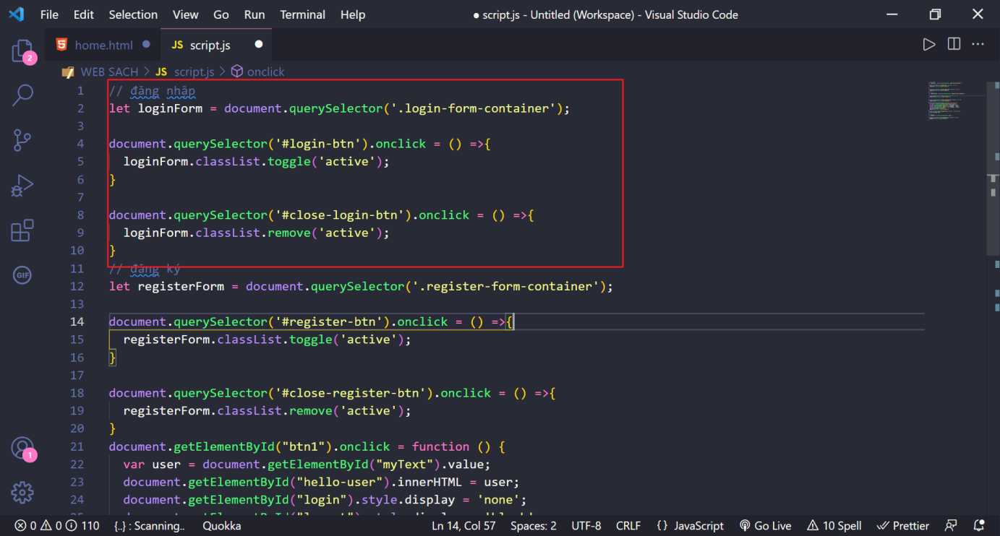 File Edit Selection View Go Run Terminal Help
● script.js - Untitled (Workspace) - Visual Studio Code
home.html
JS script.js
WEB SACH > JS script.js > onclick
1 // đăng nhập
2 let loginForm = document.querySelector('.login-form-container');
3
4 document.querySelector('#login-btn').onclick = () =>{
5 loginForm.classList.toggle('active');
6 }
7
8 document.querySelector('#close-login-btn').onclick = () =>{
9 loginForm.classList.remove('active');
10 }
11 // đăng ký
12 let registerForm = document.querySelector('.register-form-container');
13
14 document.querySelector('#register-btn').onclick = () =>{
15 registerForm.classList.toggle('active');
16 }
17
18 document.querySelector('#close-register-btn').onclick = () =>{
19 registerForm.classList.remove('active');
20 }
21 document.getElementById("btn1").onclick = function () {
22 var user = document.getElementById("myText").value;
23 document.getElementById("hello-user").innerHTML = user;
24 document.getElementById("login").style.display = 'none';
2
GIF
1
0 0 110 {..} : Scanning.. Quokka Ln 14, Col 57 Spaces: 2 UTF-8 CRLF {} JavaScript Go Live 10 Spell Prettier